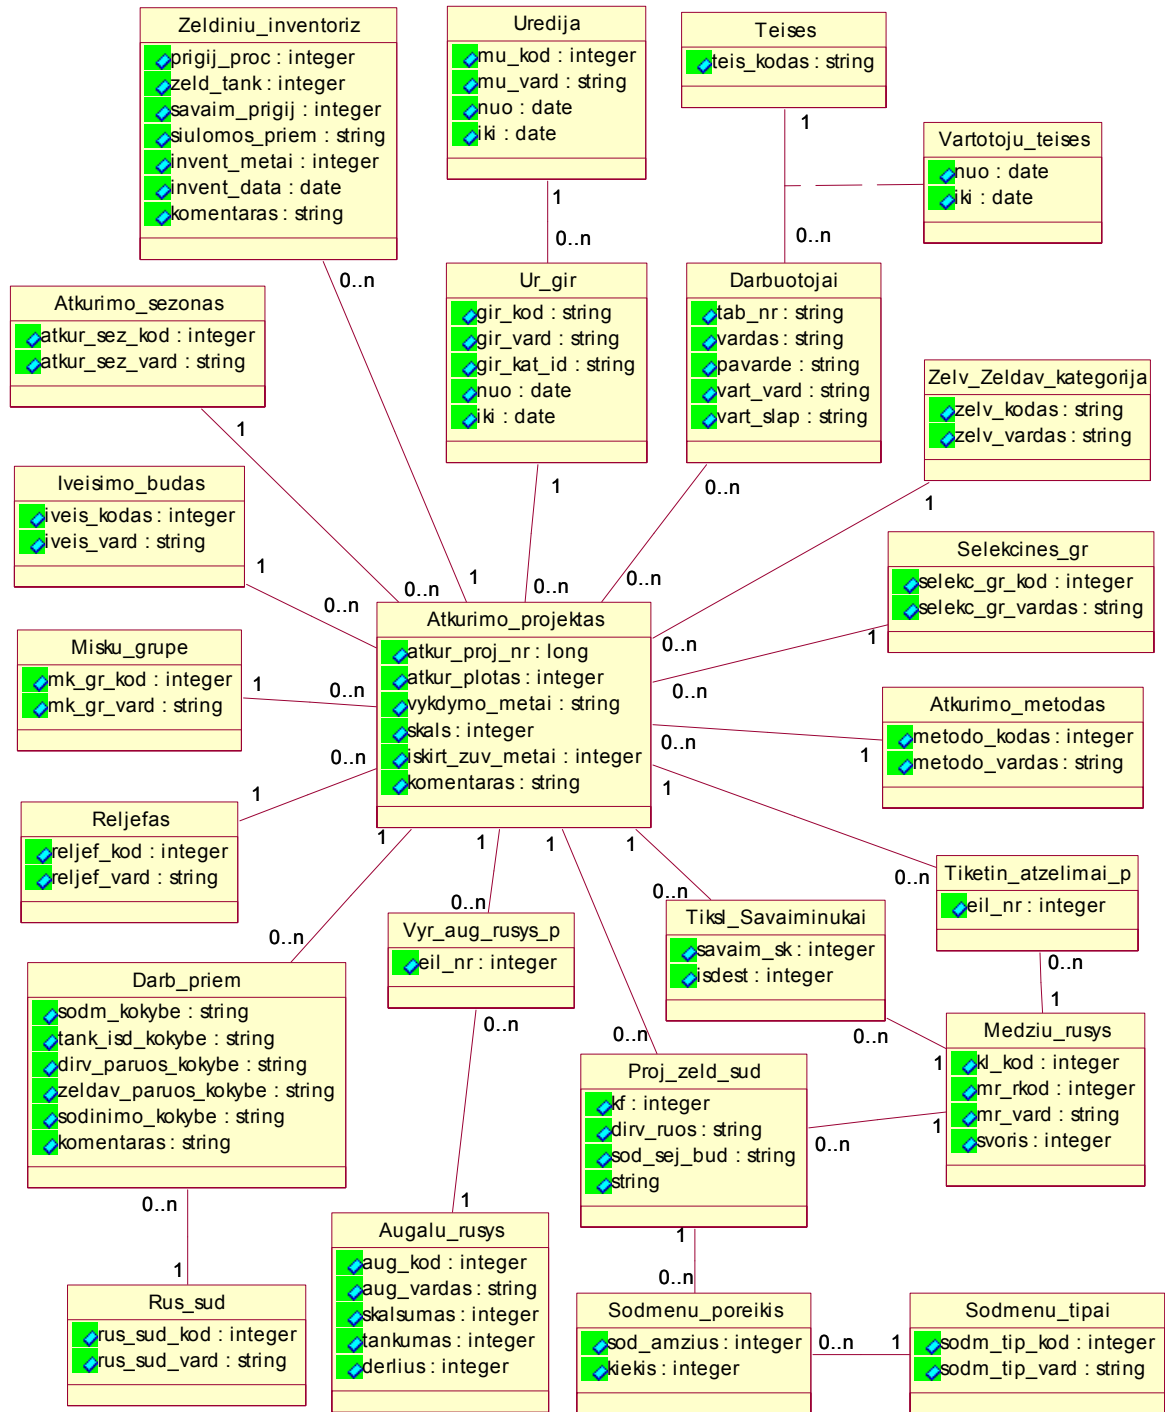 Zeldiniu_inventoriz
prigij_proc : integer
zeld_tank : integer
savaim_prigij : integer
siulomos_priem : string
invent_metai : integer
invent_data : date
komentaras : string
0..n
Uredija
mu_kod : integer
mu_vard : string
nuo : date
iki : date
1
0..n
Teises
teis_kodas : string
1
0..n
Vartotoju_teises
nuo : date
iki : date
Atkurimo_sezonas
atkur_sez_kod : integer
atkur_sez_vard : string
1
Ur_gir
gir_kod : string
gir_vard : string
gir_kat_id : string
nuo : date
iki : date
1
Darbuotojai
tab_nr : string
vardas : string
pavarde : string
vart_vard : string
vart_slap : string
0..n
Zelv_Zeldav_kategorija
zelv_kodas : string
zelv_vardas : string
1
Iveisimo_budas
iveis_kodas : integer
iveis_vard : string
1
0..n
0..n
1
0..n
0..n
0..n
Selekcines_gr
selekc_gr_kod : integer
selekc_gr_vardas : string
1
0..n
Misku_grupe
mk_gr_kod : integer
mk_gr_vard : string
1
0..n
Atkurimo_projektas
atkur_proj_nr : long
atkur_plotas : integer
vykdymo_metai : string
skals : integer
iskirt_zuv_metai : integer
komentaras : string
Atkurimo_metodas
metodo_kodas : integer
metodo_vardas : string
1
0..n
Reljefas
reljef_kod : integer
reljef_vard : string
1
0..n
1
1
1
1
1
Tiketin_atzelimai_p
eil_nr : integer
0..n
0..n
1
Vyr_aug_rusys_p
eil_nr : integer
0..n
0..n
Tiksl_Savaiminukai
savaim_sk : integer
isdest : integer
0..n
0..n
1
Darb_priem
sodm_kokybe : string
tank_isd_kokybe : string
dirv_paruos_kokybe : string
zeldav_paruos_kokybe : string
sodinimo_kokybe : string
komentaras : string
0..n
0..n
1
Proj_zeld_sud
kf : integer
dirv_ruos : string
sod_sej_bud : string
string
0..n
0..n
1
1
0..n
Medziu_rusys
kl_kod : integer
mr_rkod : integer
mr_vard : string
svoris : integer
Rus_sud
rus_sud_kod : integer
rus_sud_vard : string
Augalu_rusys
aug_kod : integer
aug_vardas : string
skalsumas : integer
tankumas : integer
derlius : integer
1
Sodmenu_poreikis
sod_amzius : integer
kiekis : integer
0..n
1
Sodmenu_tipai
sodm_tip_kod : integer
sodm_tip_vard : string